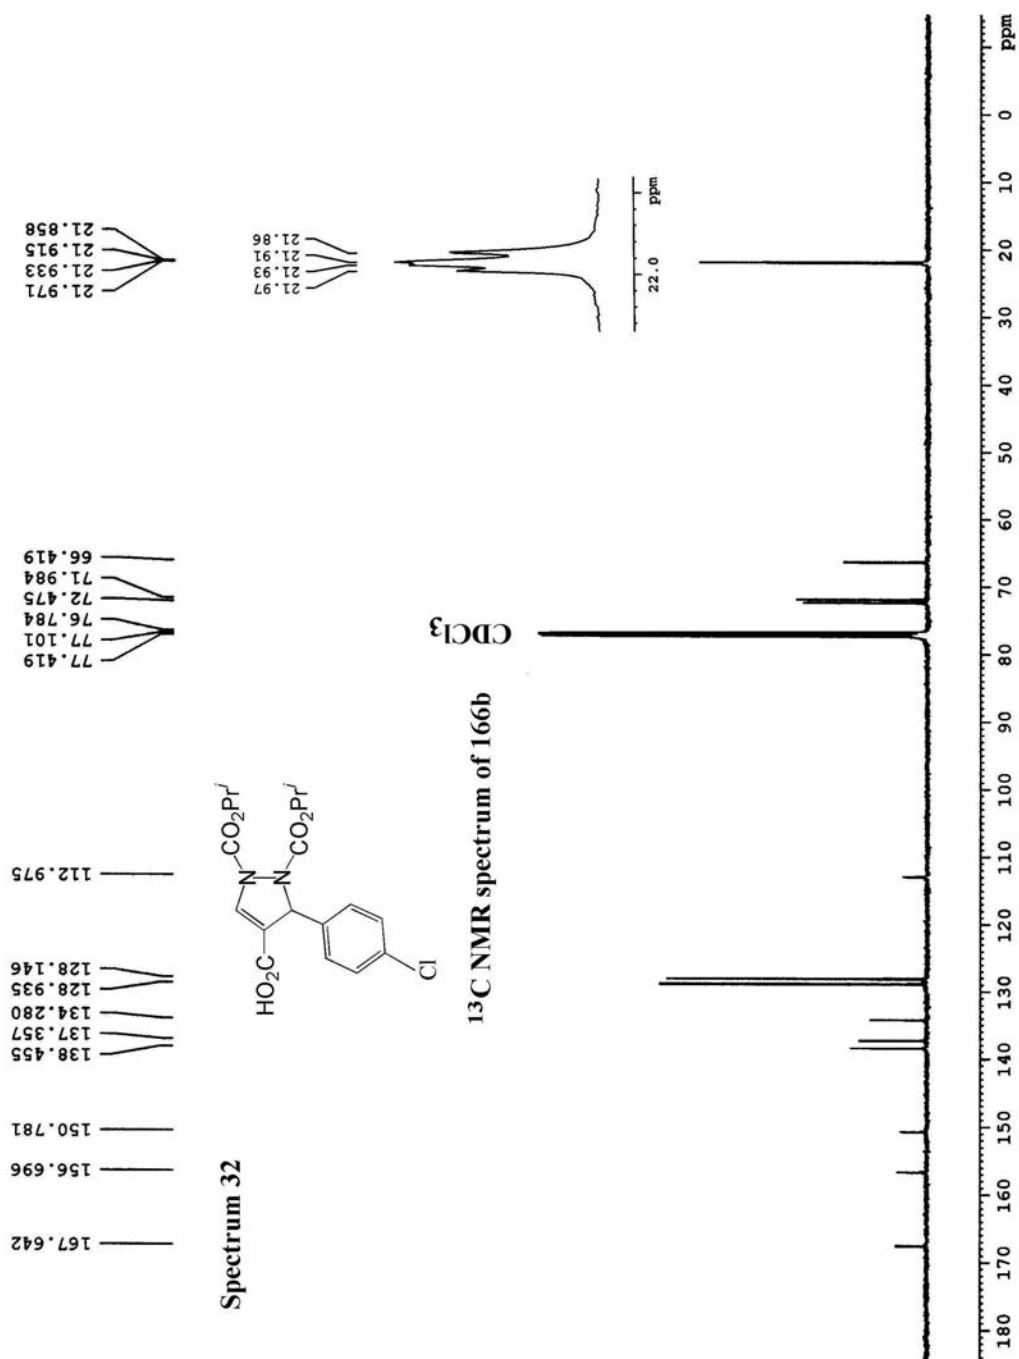 Spectrum 32
167.642
156.696
150.781
138.455
137.357
134.280
128.935
128.146
112.975
77.419
77.101
76.784
72.475
71.984
66.419
21.971
21.933
21.915
21.858
HO₂C
N
CO₂Prⁱ
N
CO₂Prⁱ
Cl
¹³C NMR spectrum of 166b
CDCl₃
21.97
21.93
21.91
21.86
22.0 ppm
180 170 160 150 140 130 120 110 100 90 80 70 60 50 40 30 20 10 0 ppm